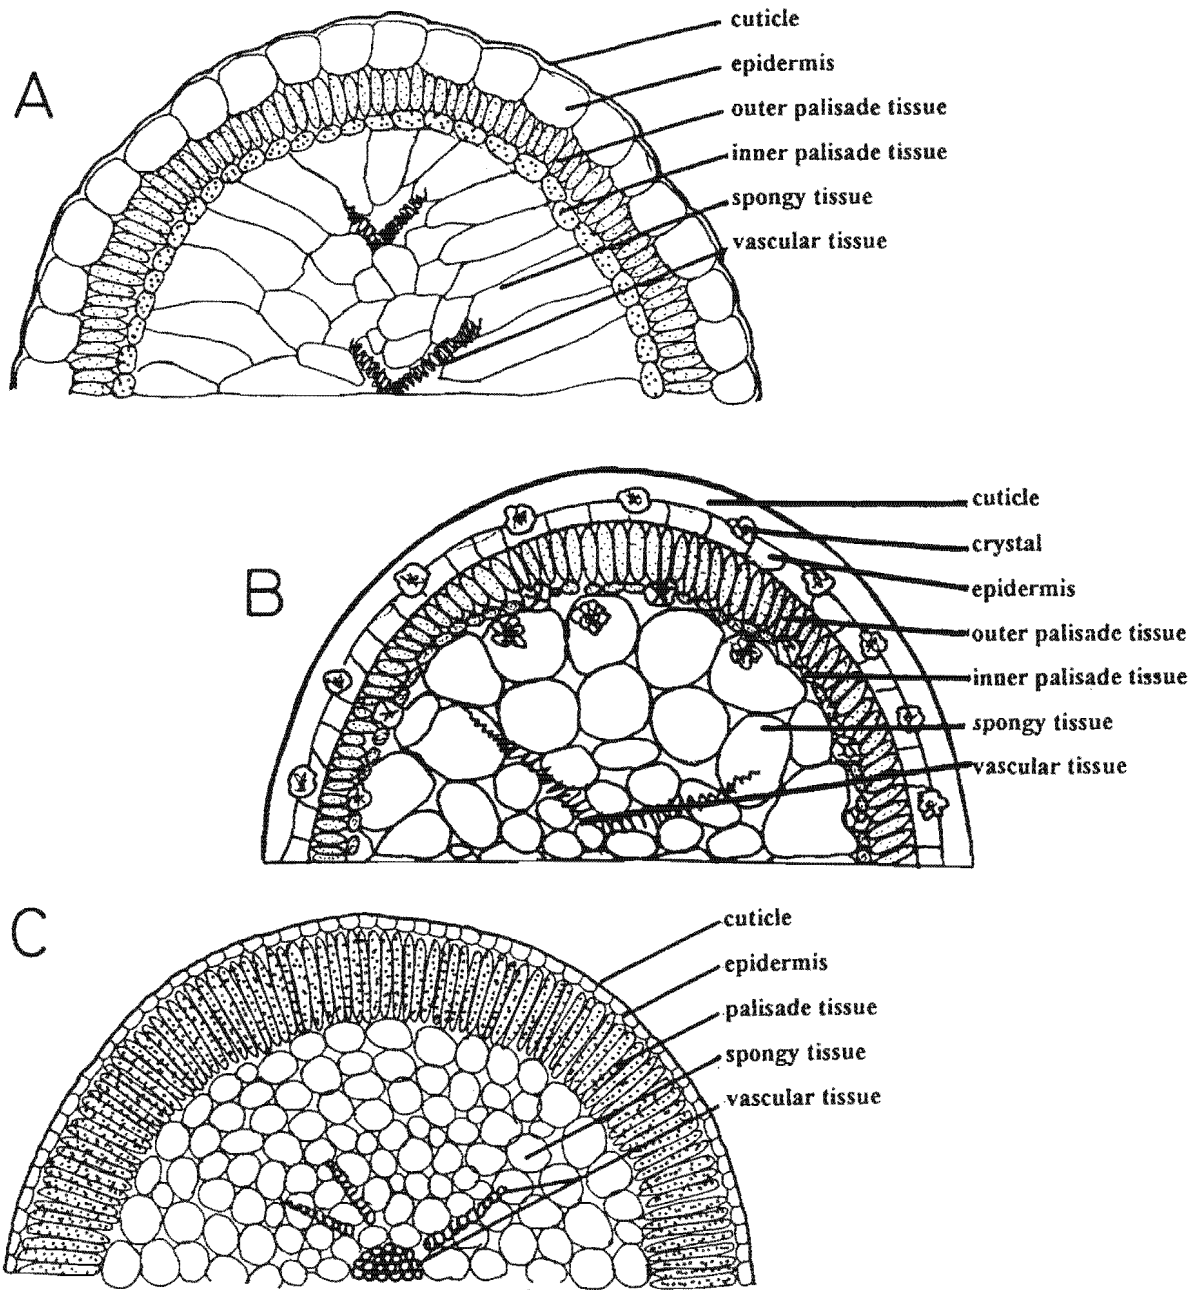 A
cuticle
epidermis
outer palisade tissue
inner palisade tissue
spongy tissue
vascular tissue
B
cuticle
crystal
epidermis
outer palisade tissue
inner palisade tissue
spongy tissue
vascular tissue
C
cuticle
epidermis
palisade tissue
spongy tissue
vascular tissue